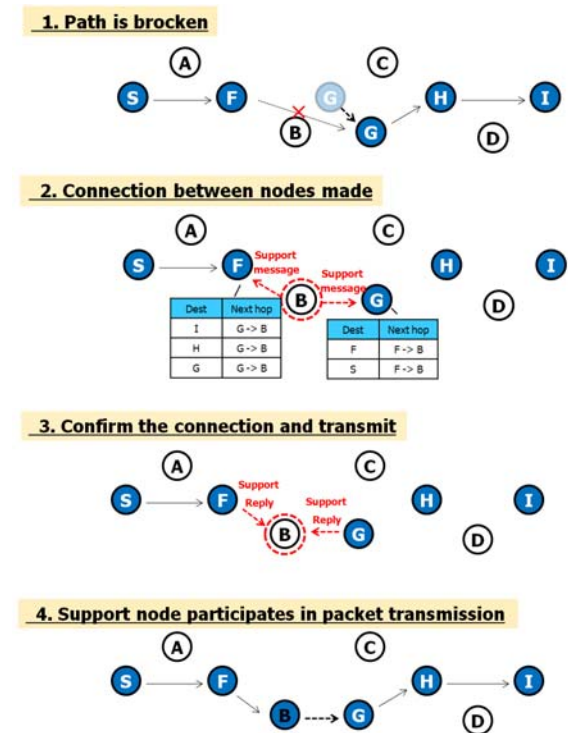 1. Path is brocken
A
C
S
F
G
H
I
B
G
D
2. Connection between nodes made
A
C
S
F
Support
message
B
Support
message
G
H
I
D
Dest Next hop
I G -> B
H G -> B
G G -> B
Dest Next hop
F F -> B
S F -> B
3. Confirm the connection and transmit
A
C
S
F
Support
Reply
B
Support
Reply
G
H
I
D
4. Support node participates in packet transmission
A
C
S
F
H
I
B
G
D